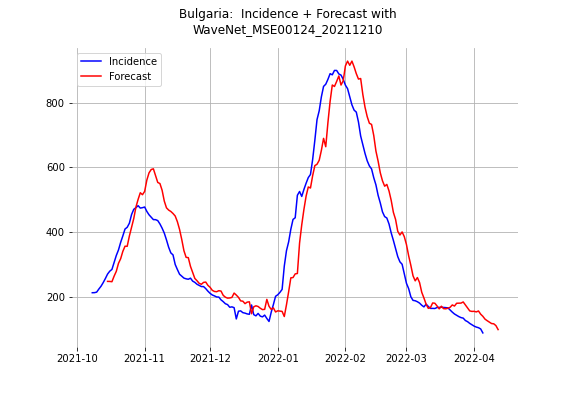 Bulgaria:  Incidence + Forecast with
WaveNet_MSE00124_20211210
Incidence
Forecast
800
600
400
200
2021-10
2021-11
2021-12
2022-01
2022-02
2022-03
2022-04